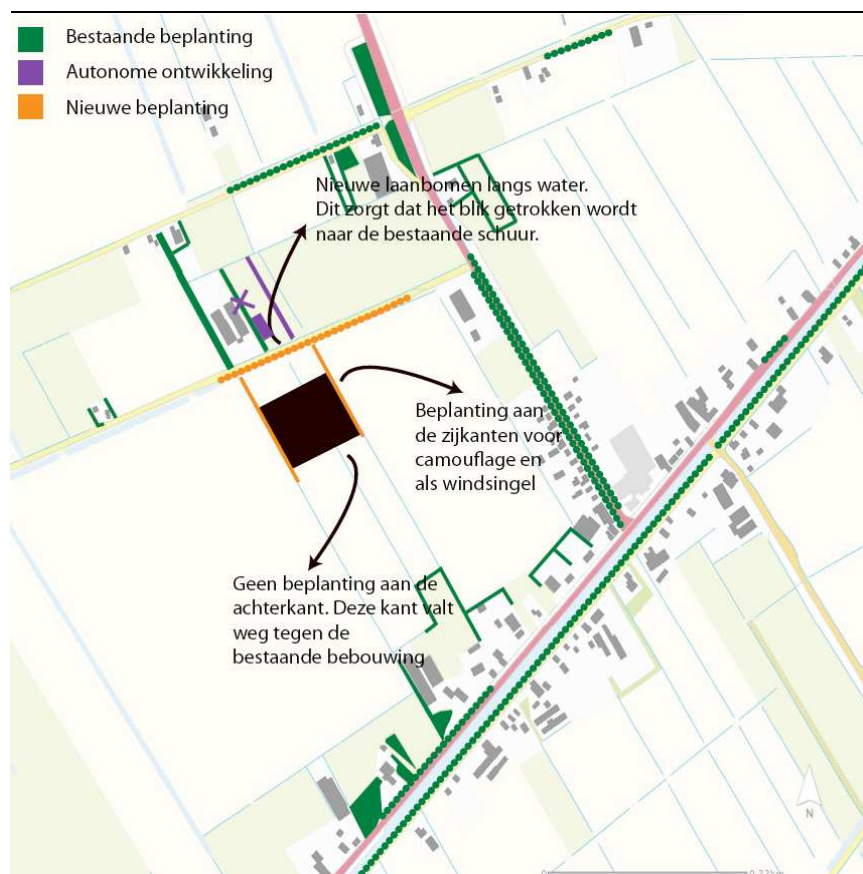 Bestaande beplanting
Autonome ontwikkeling
Nieuwe beplanting
Nieuwe laanbomen langs water.
Dit zorgt dat het blik getrokken wordt
naar de bestaande schuur.
Beplanting aan
de zijkanten voor
camouflage en
als windsingel
Geen beplanting aan de
achterkant. Deze kant valt
weg tegen de
bestaande bebouwing
N
0